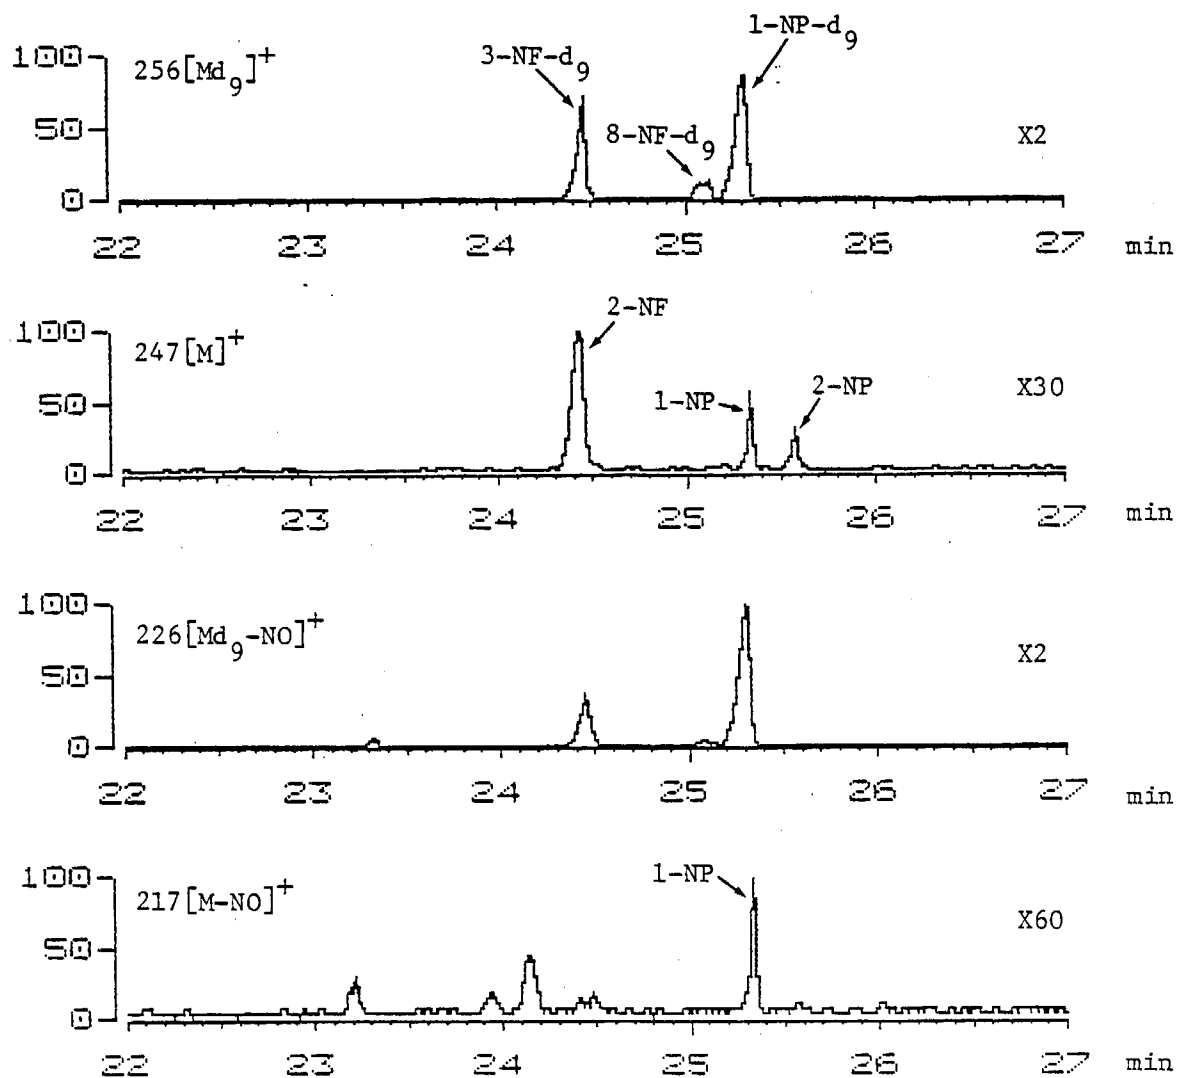 1-NP-d9
3-NF-d9
100
256[Md9]+
8-NF-d9
50
X2
0
22 23 24 25 26 27 min
2-NF
100
247[M]+
2-NP
X30
50
1-NP
0
22 23 24 25 26 27 min
100
226[Md9-NO]+
X2
50
0
22 23 24 25 26 27 min
1-NP
100
217[M-NO]+
X60
50
0
22 23 24 25 26 27 min